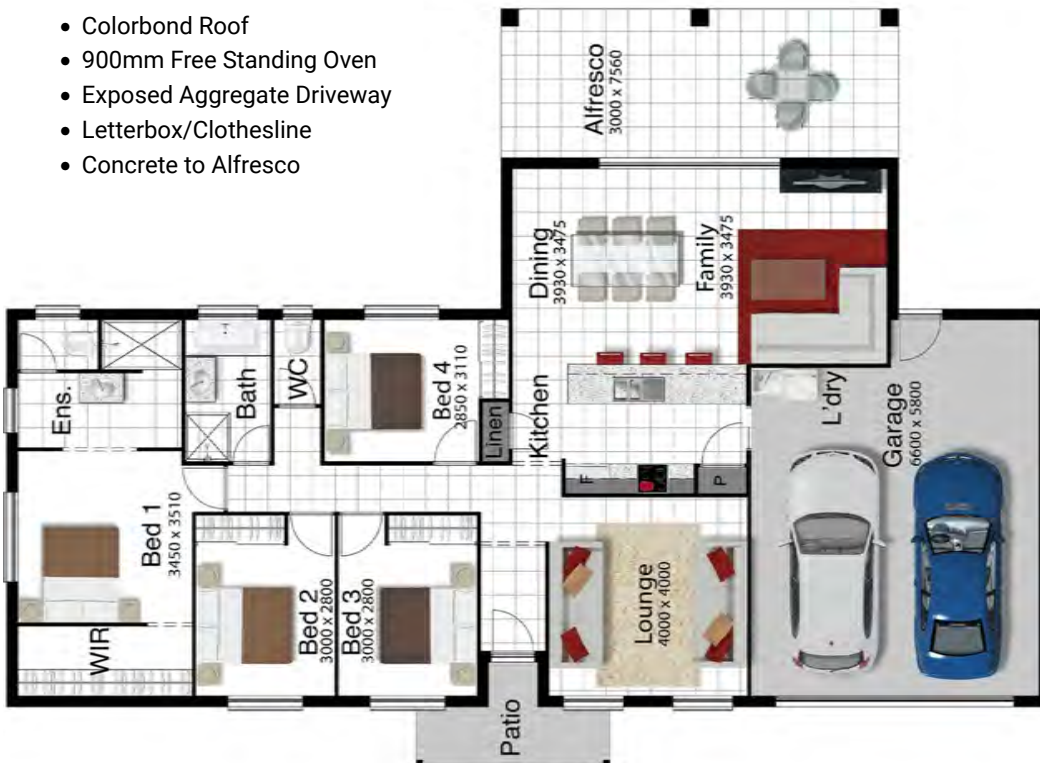 • Colorbond Roof
• 900mm Free Standing Oven
• Exposed Aggregate Driveway
• Letterbox/Clothesline
• Concrete to Alfresco
Alfresco
3000 x 7560
Dining
3930 x 3475
Family
3930 x 3475
Ens.
Bath
WC
Bed 4
2850 x 3110
Linen
Kitchen
L'dry
Garage
6600 x 5800
F
P
Bed 1
3450 x 3510
WIR
Bed 2
3000 x 2800
Bed 3
3000 x 2800
Lounge
4000 x 4000
Patio